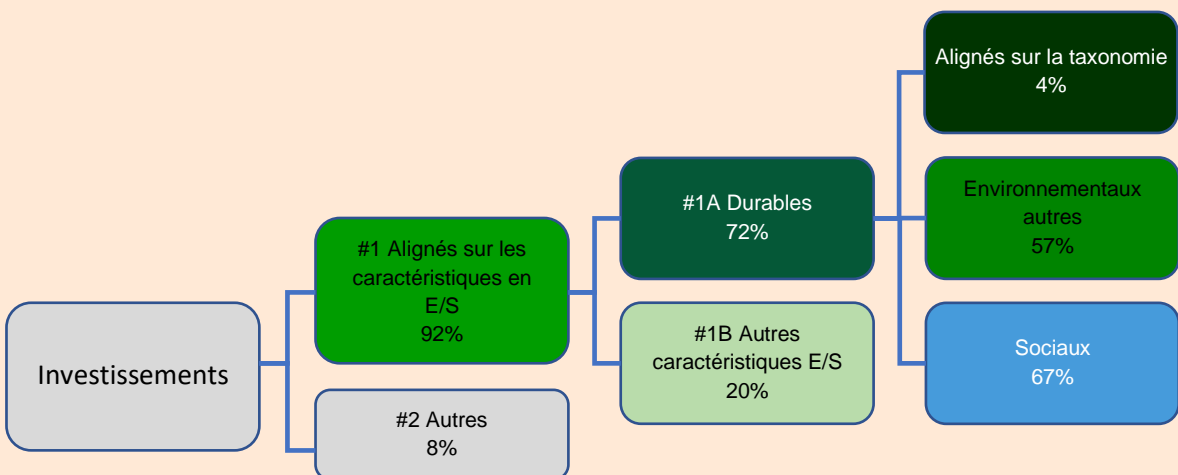 Investissements
#1 Alignés sur les
caractéristiques en
E/S
92%
#2 Autres
8%
#1A Durables
72%
#1B Autres
caractéristiques E/S
20%
Alignés sur la taxonomie
4%
Environnementaux
autres
57%
Sociaux
67%